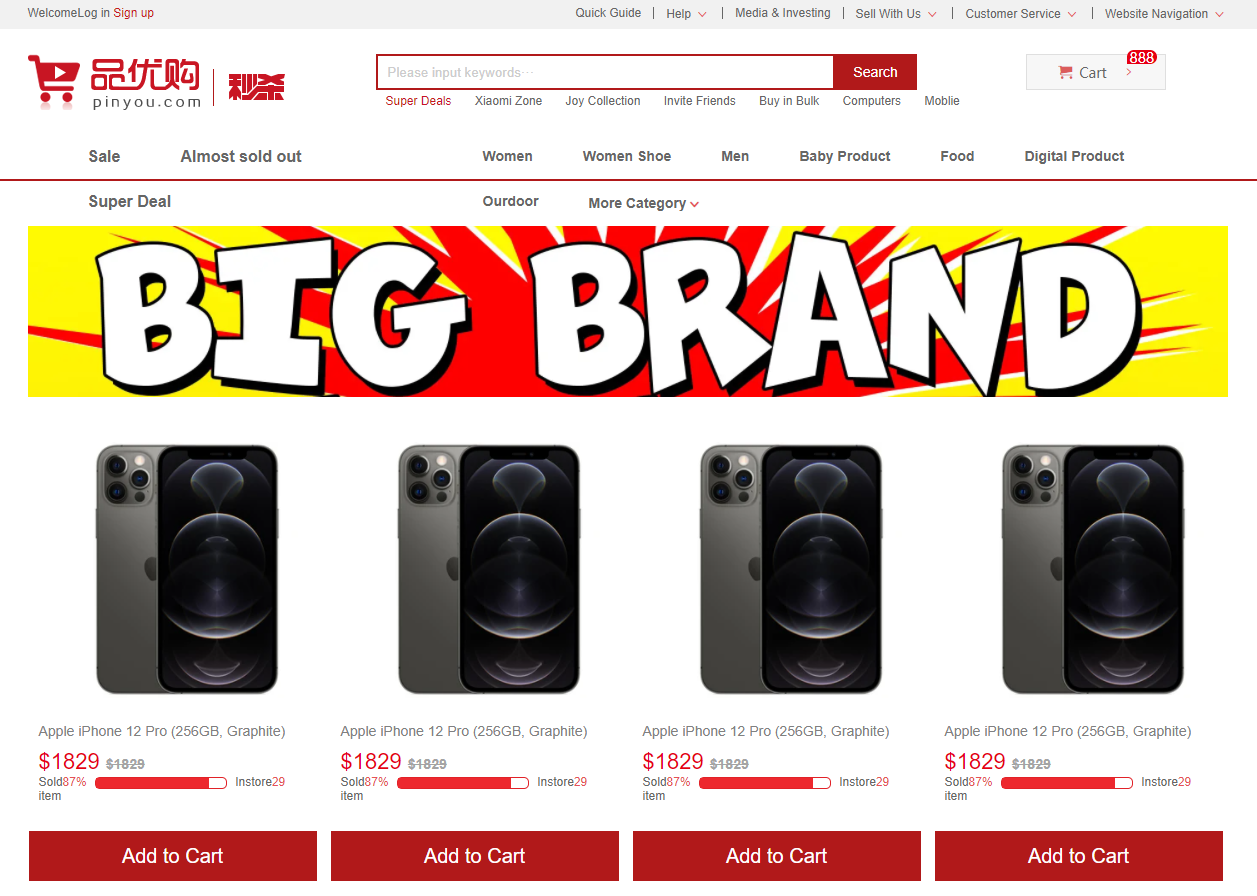 WelcomeLog in Sign up Quick Guide Help Media & Investing Sell With Us Customer Service Website Navigation
品优购 秒杀
pinyou.com
Please input keywords··· Search
Cart 888
Super Deals Xiaomi Zone Joy Collection Invite Friends Buy in Bulk Computers Moblie
Sale Almost sold out Women Women Shoe Men Baby Product Food Digital Product
Super Deal Ourdoor More Category
BIG BRAND
Apple iPhone 12 Pro (256GB, Graphite)
$1829 $1829
Sold87% Instore29
item
Add to Cart
Apple iPhone 12 Pro (256GB, Graphite)
$1829 $1829
Sold87% Instore29
item
Add to Cart
Apple iPhone 12 Pro (256GB, Graphite)
$1829 $1829
Sold87% Instore29
item
Add to Cart
Apple iPhone 12 Pro (256GB, Graphite)
$1829 $1829
Sold87% Instore29
item
Add to Cart